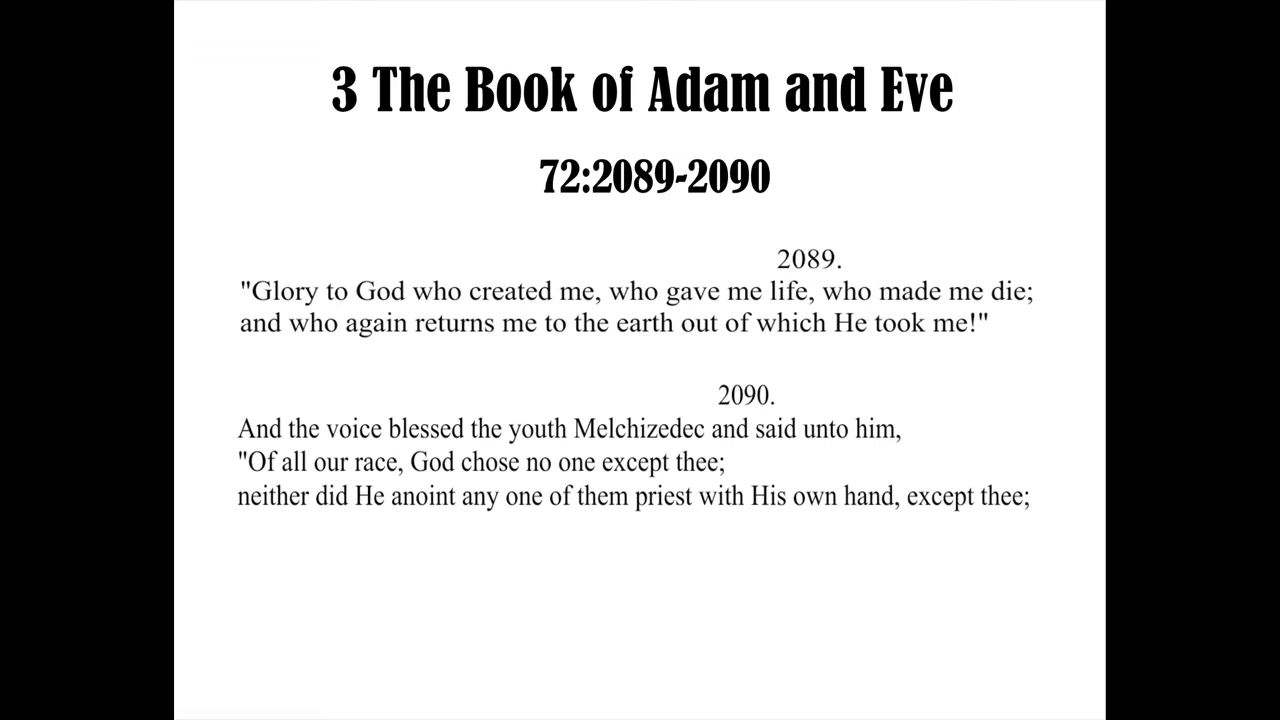 3 The Book of Adam and Eve
72:2089-2090
2089.
"Glory to God who created me, who gave me life, who made me die;
and who again returns me to the earth out of which He took me!"
2090.
And the voice blessed the youth Melchizedec and said unto him,
"Of all our race, God chose no one except thee;
neither did He anoint any one of them priest with His own hand, except thee;